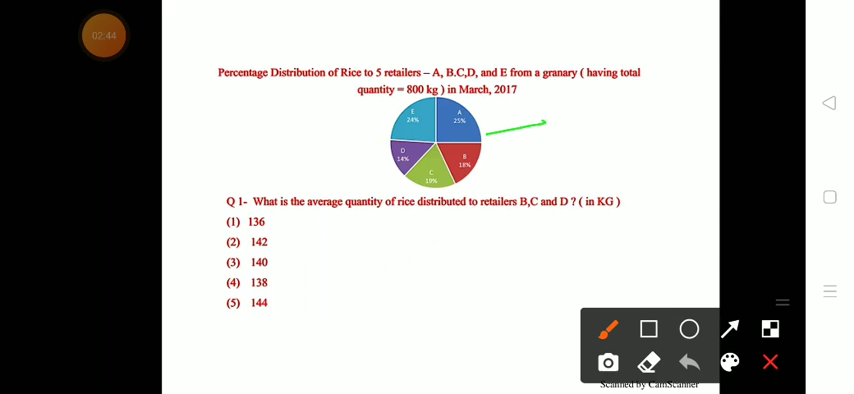 02:44
Percentage Distribution of Rice to 5 retailers – A, B.C,D, and E from a granary ( having total
quantity = 800 kg ) in March, 2017
E
24%
A
25%
D
14%
B
18%
C
19%
Q 1- What is the average quantity of rice distributed to retailers B,C and D ? ( in KG )
(1) 136
(2) 142
(3) 140
(4) 138
(5) 144
Scanned by CamScanner